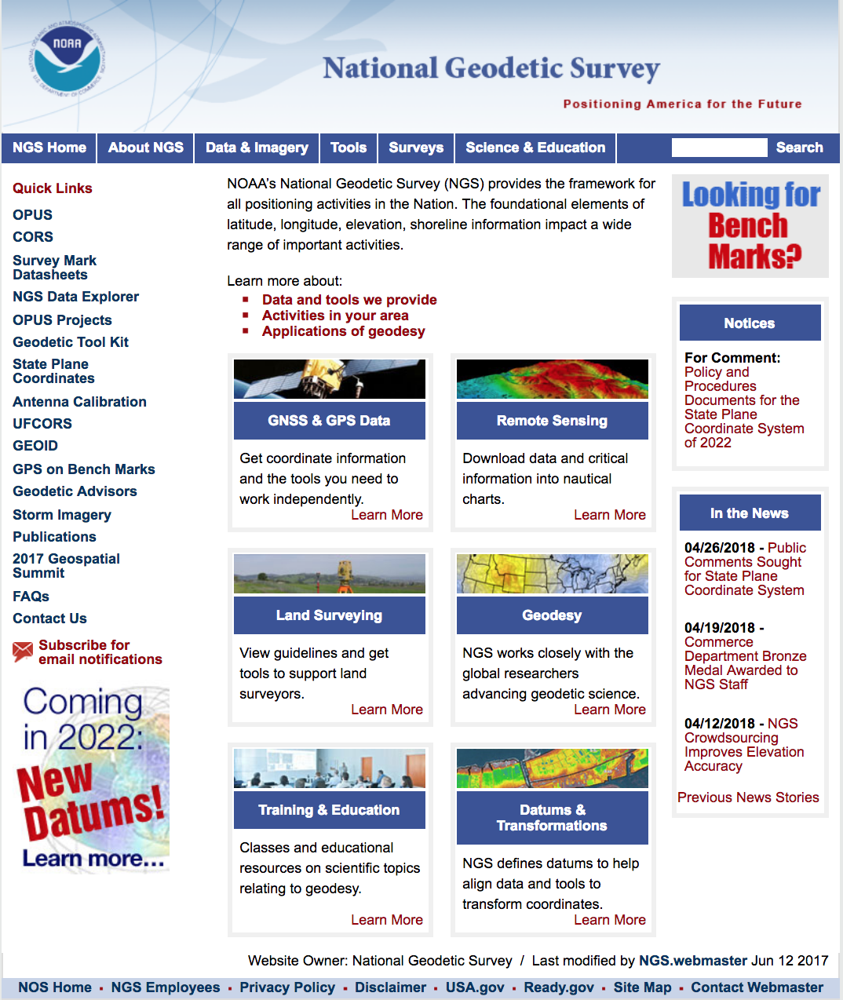 NOAA
NATIONAL OCEANIC AND ATMOSPHERIC ADMINISTRATION
U.S. DEPARTMENT OF COMMERCE
National Geodetic Survey
Positioning America for the Future
NGS Home
About NGS
Data & Imagery
Tools
Surveys
Science & Education
Search
Quick Links
OPUS
CORS
Survey Mark
Datasheets
NGS Data Explorer
OPUS Projects
Geodetic Tool Kit
State Plane
Coordinates
Antenna Calibration
UFCORS
GEOID
GPS on Bench Marks
Geodetic Advisors
Storm Imagery
Publications
2017 Geospatial
Summit
FAQs
Contact Us
Subscribe for
email notifications
Coming
in 2022:
New
Datums!
Learn more...
NOAA’s National Geodetic Survey (NGS) provides the framework for
all positioning activities in the Nation. The foundational elements of
latitude, longitude, elevation, shoreline information impact a wide
range of important activities.
Learn more about:
Data and tools we provide
Activities in your area
Applications of geodesy
GNSS & GPS Data
Get coordinate information
and the tools you need to
work independently.
Learn More
Remote Sensing
Download data and critical
information into nautical
charts.
Learn More
Land Surveying
View guidelines and get
tools to support land
surveyors.
Learn More
Geodesy
NGS works closely with the
global researchers
advancing geodetic science.
Learn More
Training & Education
Classes and educational
resources on scientific topics
relating to geodesy.
Learn More
Datums &
Transformations
NGS defines datums to help
align data and tools to
transform coordinates.
Learn More
Looking for
Bench
Marks?
Notices
For Comment:
Policy and
Procedures
Documents for the
State Plane
Coordinate System
of 2022
In the News
04/26/2018 - Public
Comments Sought
for State Plane
Coordinate System
04/19/2018 -
Commerce
Department Bronze
Medal Awarded to
NGS Staff
04/12/2018 - NGS
Crowdsourcing
Improves Elevation
Accuracy
Previous News Stories
Website Owner: National Geodetic Survey / Last modified by NGS.webmaster Jun 12 2017
NOS Home ▪ NGS Employees ▪ Privacy Policy ▪ Disclaimer ▪ USA.gov ▪ Ready.gov ▪ Site Map ▪ Contact Webmaster